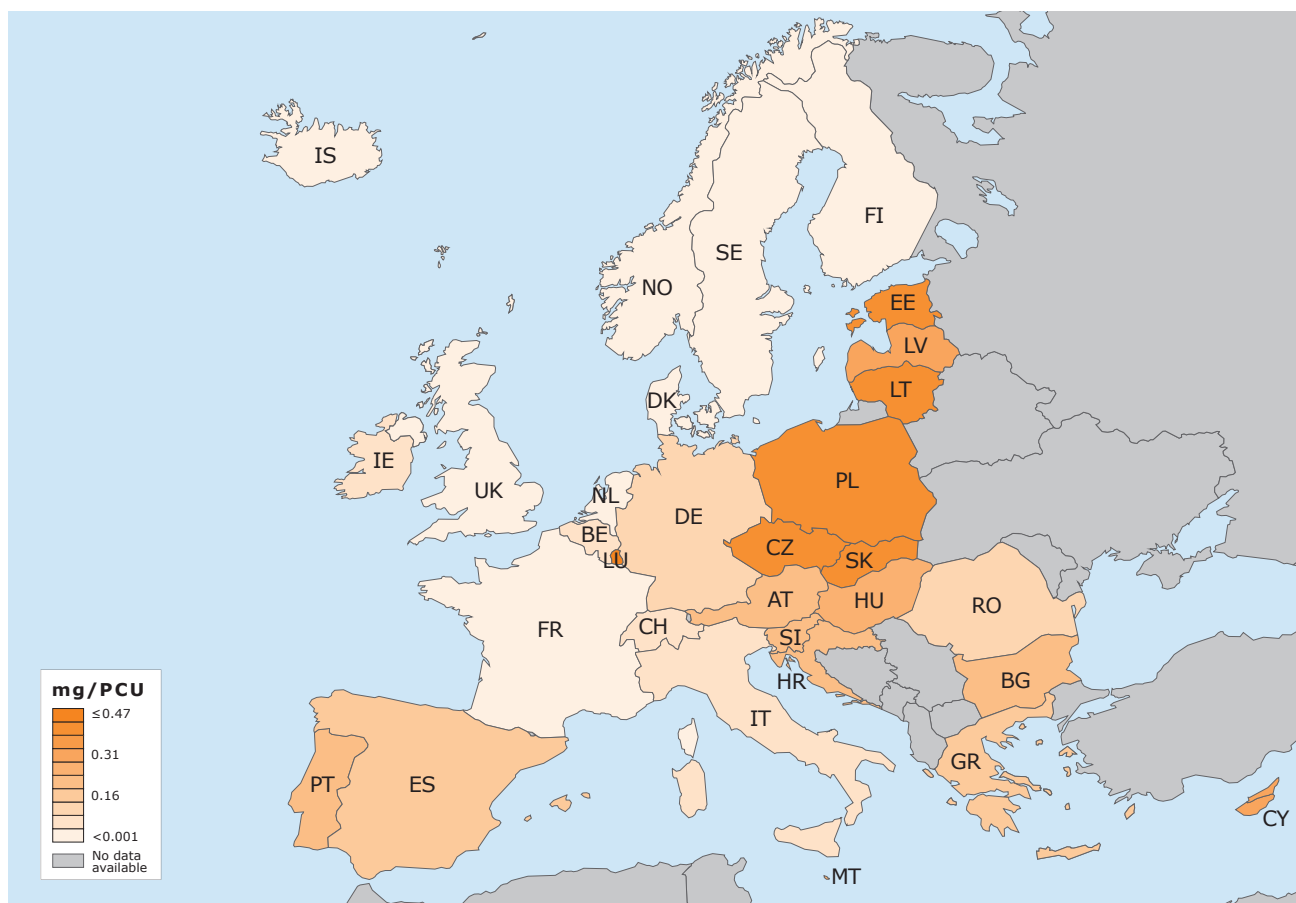 IS
FI
SE
NO
EE
LV
LT
DK
IE
UK
NL
DE
PL
BE
LU
CZ
SK
AT
HU
RO
FR
CH
SI
HR
BG
IT
PT
ES
GR
CY
MT
mg/PCU
≤0.47
0.31
0.16
<0.001
No data
available